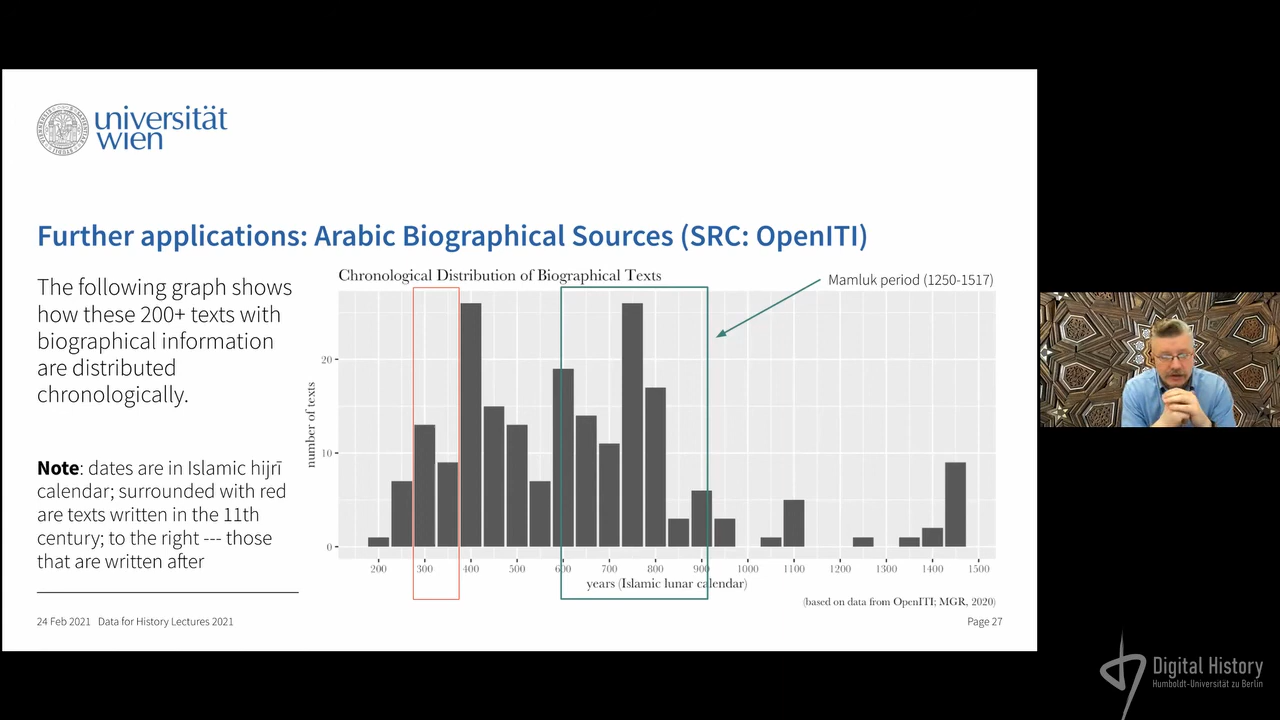 universität
wien
Further applications: Arabic Biographical Sources (SRC: OpenITI)
The following graph shows
how these 200+ texts with
biographical information
are distributed
chronologically.
Note: dates are in Islamic hijrī
calendar; surrounded with red
are texts written in the 11th
century; to the right --- those
that are written after
Chronological Distribution of Biographical Texts
Mamluk period (1250-1517)
number of texts
20
10
0
200 300 400 500 600 700 800 900 1000 1100 1200 1300 1400 1500
years (Islamic lunar calendar)
(based on data from OpenITI; MGR, 2020)
24 Feb 2021 Data for History Lectures 2021
Page 27
Digital History
Humboldt-Universität zu Berlin